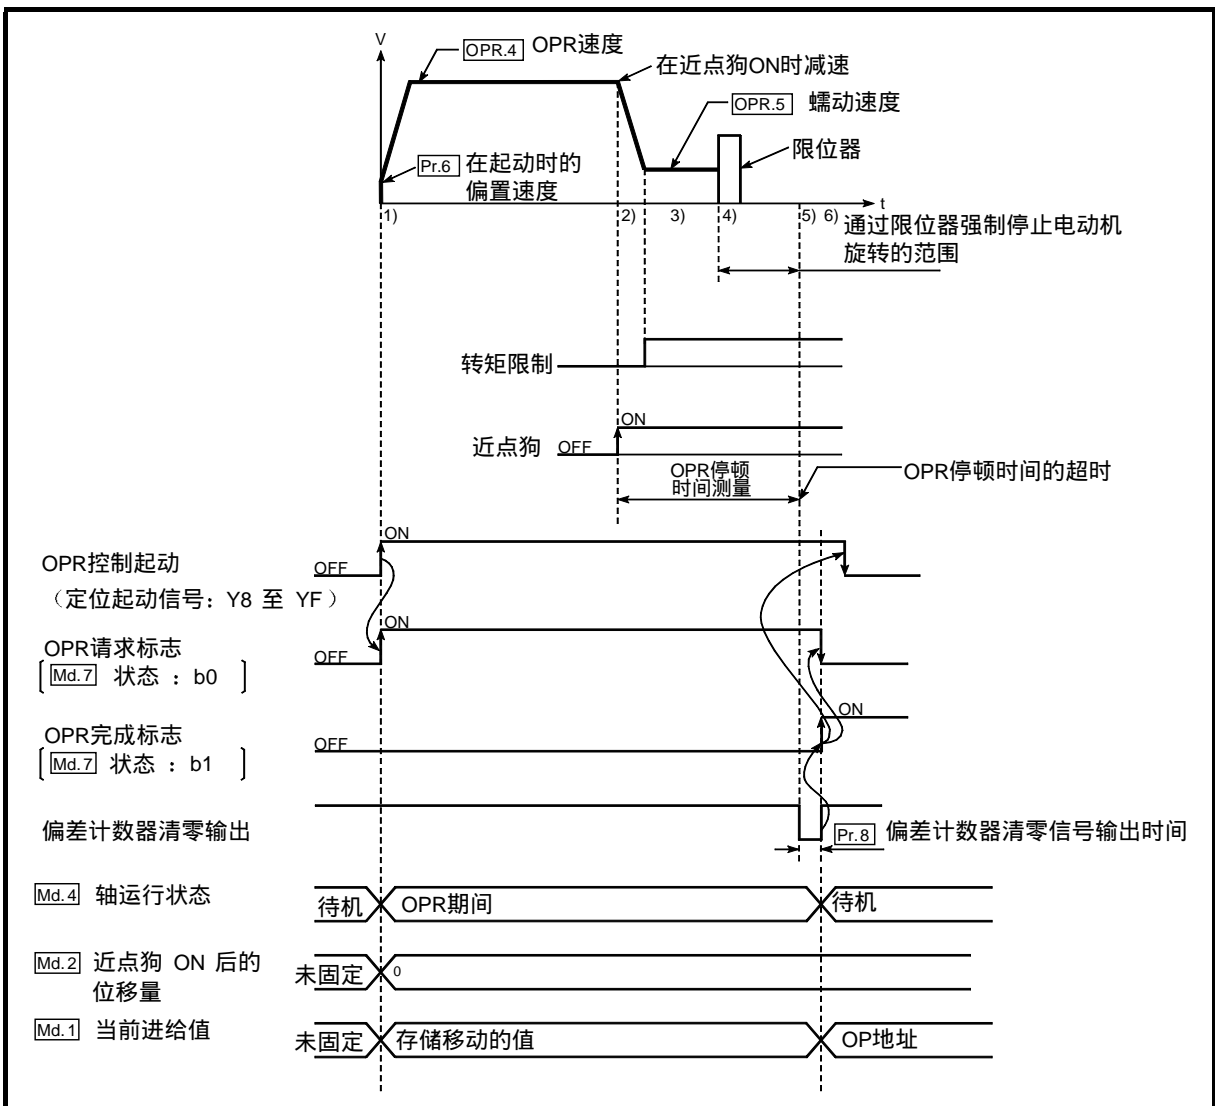 V
OPR.4 OPR速度
在近点狗ON时减速
OPR.5 蠕动速度
限位器
Pr.6 在起动时的
偏置速度
t
1) 2) 3) 4) 5) 6)
通过限位器强制停止电动机
旋转的范围
转矩限制
ON
近点狗 OFF
OPR停顿
时间测量
OPR停顿时间的超时
ON
OPR控制起动 OFF
（定位起动信号：Y8 至 YF）
ON
OPR请求标志 OFF
Md.7 状态 ：b0
ON
OPR完成标志 OFF
Md.7 状态 ：b1
偏差计数器清零输出
Pr.8 偏差计数器清零信号输出时间
Md.4 轴运行状态 待机 OPR期间 待机
Md.2 近点狗 ON 后的
位移量
未固定 0
Md.1 当前进给值 未固定 存储移动的值 OP地址